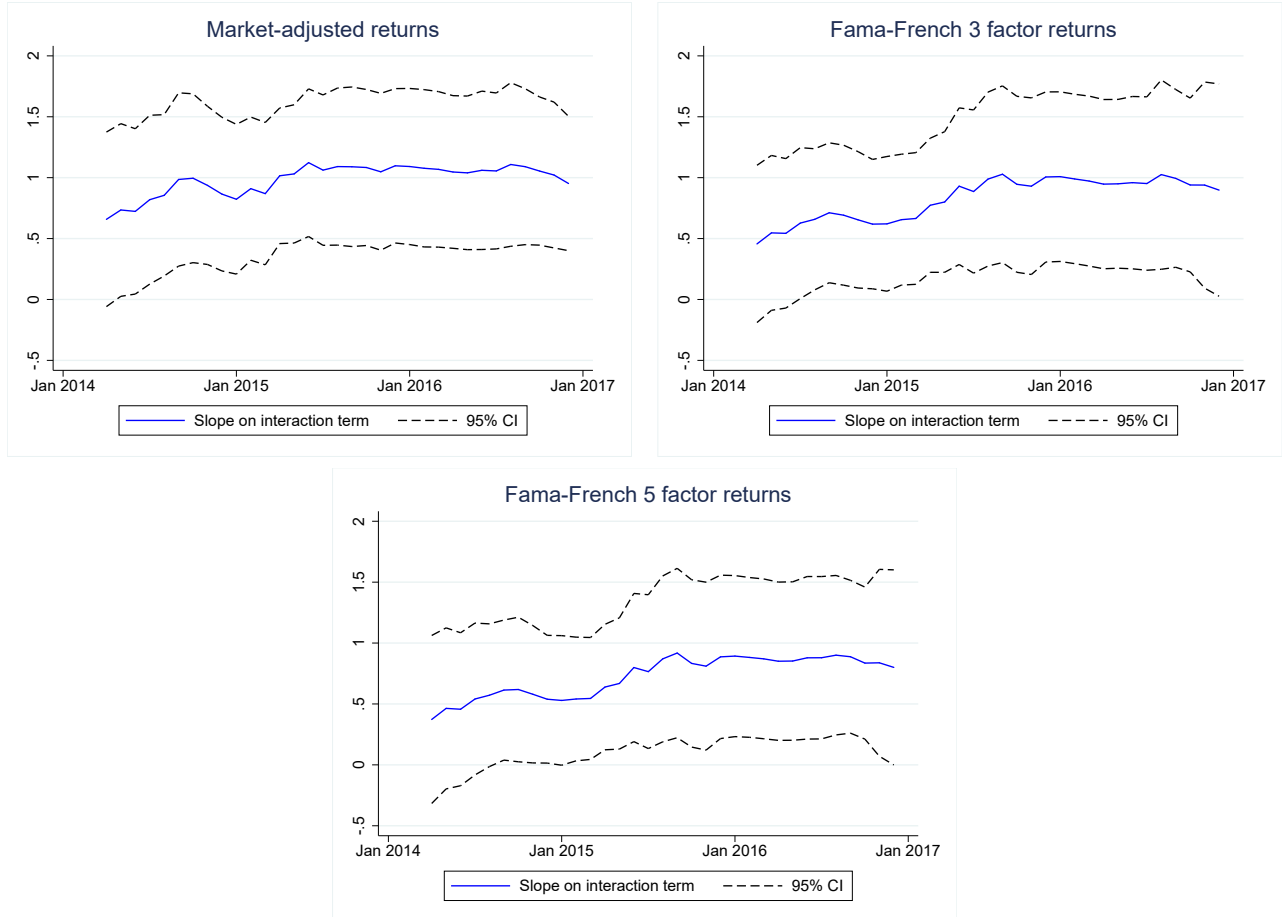 Market-adjusted returns
2
1.5
1
.5
0
-.5
Jan 2014 Jan 2015 Jan 2016 Jan 2017
Slope on interaction term 95% CI
Fama-French 3 factor returns
2
1.5
1
.5
0
-.5
Jan 2014 Jan 2015 Jan 2016 Jan 2017
Slope on interaction term 95% CI
Fama-French 5 factor returns
2
1.5
1
.5
0
-.5
Jan 2014 Jan 2015 Jan 2016 Jan 2017
Slope on interaction term 95% CI